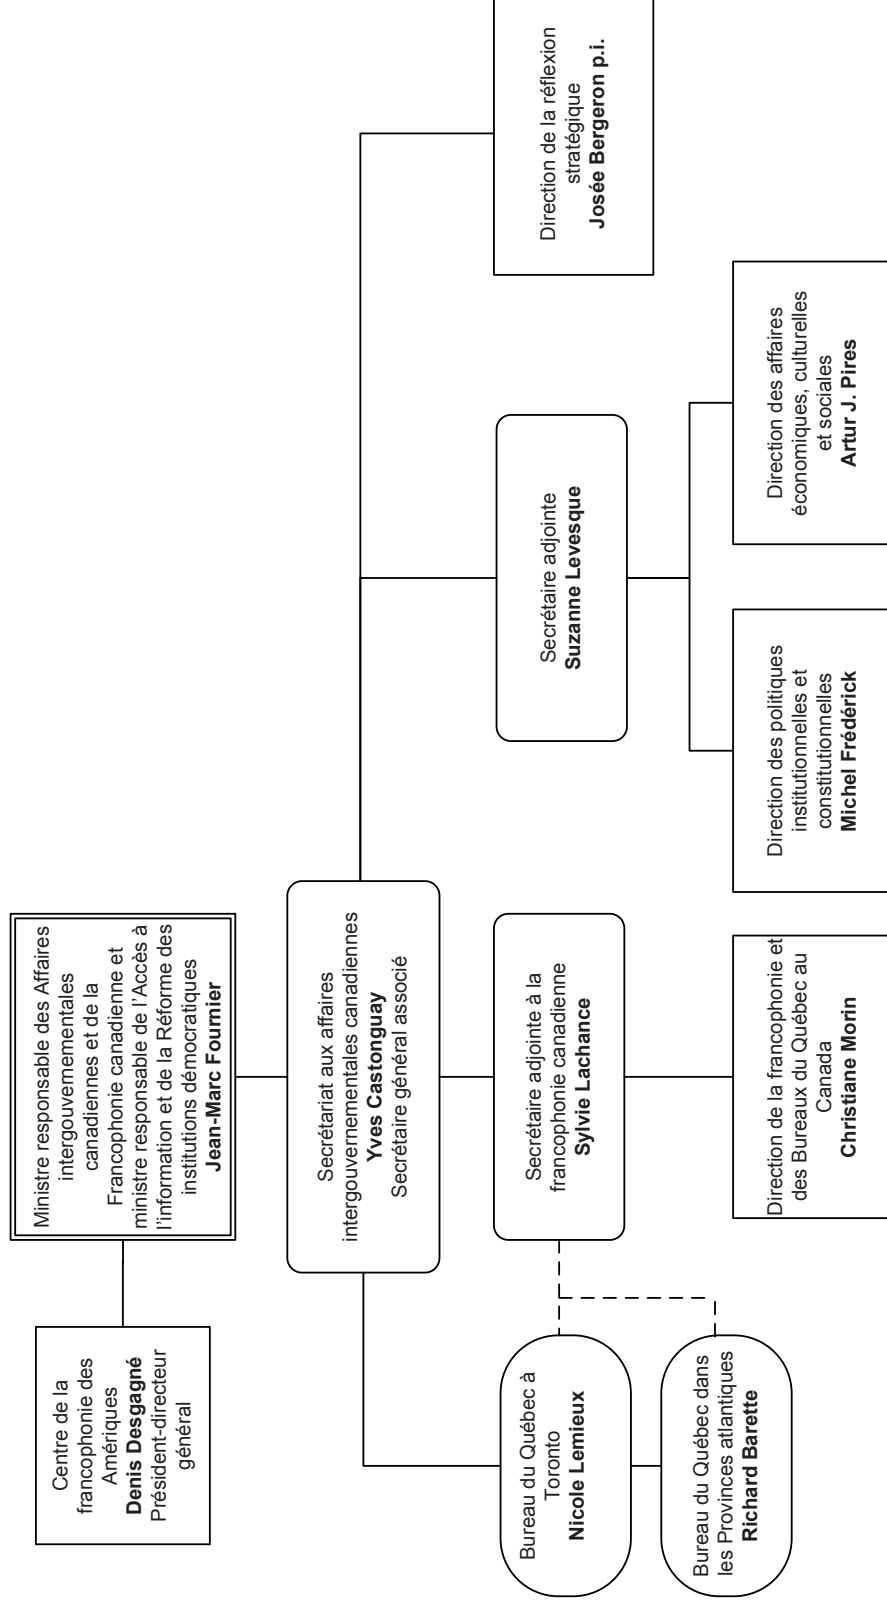 Centre de la
francophonie des
Amériques
Denis Desgagné
Président-directeur
général
Ministre responsable des Affaires
intergouvernementales
canadiennes et de la
Francophonie canadienne et
ministre responsable de l'Accès à
l'information et de la Réforme des
institutions démocratiques
Jean-Marc Fournier
Secrétariat aux affaires
intergouvernementales canadiennes
Yves Castonguay
Secrétaire général associé
Bureau du Québec à
Toronto
Nicole Lemieux
Bureau du Québec dans
les Provinces atlantiques
Richard Barette
Secrétaire adjointe à la
francophonie canadienne
Sylvie Lachance
Direction de la francophonie et
des Bureaux du Québec au
Canada
Christiane Morin
Secrétaire adjointe
Suzanne Levesque
Direction des politiques
institutionnelles et
constitutionnelles
Michel Frédérick
Direction des affaires
économiques, culturelles
et sociales
Artur J. Pires
Direction de la réflexion
stratégique
Josée Bergeron p.i.